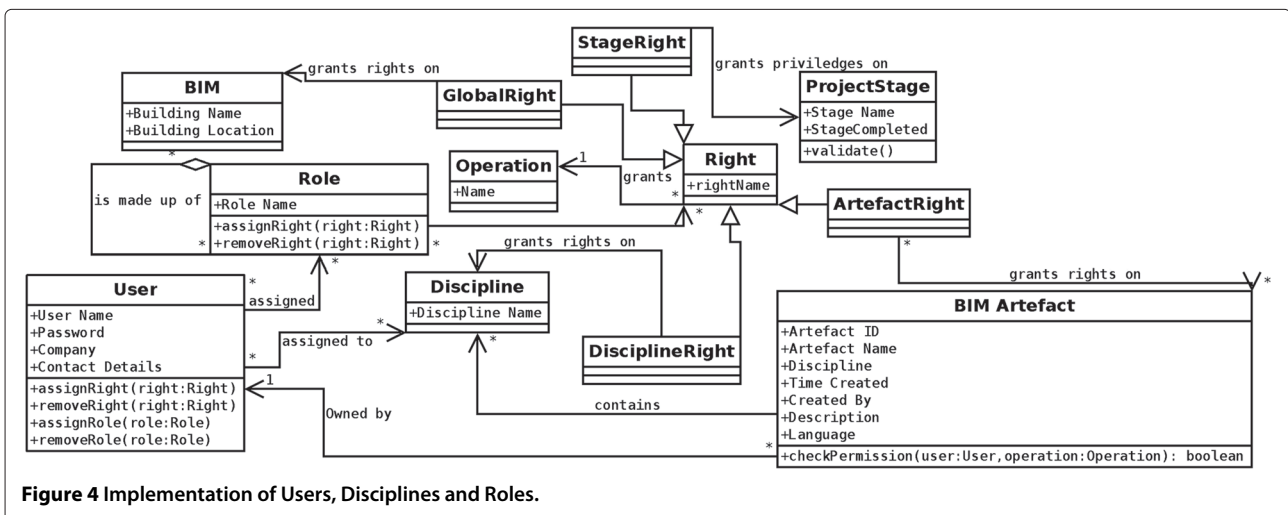 StageRight
grants priviledges on
ProjectStage
+Stage Name
+StageCompleted
+validate()
grants rights on
BIM
+Building Name
+Building Location
*
GlobalRight
Operation
+Name
1
grants
*
Right
+rightName
*
is made up of
Role
+Role Name
+assignRight(right:Right)
+removeRight(right:Right)
*
*
ArtefactRight
*
grants rights on
*
grants rights on
User
+User Name
+Password
+Company
+Contact Details
+assignRight(right:Right)
+removeRight(right:Right)
+assignRole(role:Role)
+removeRole(role:Role)
*
assigned
*
*
assigned to
*
Discipline
+Discipline Name
*
DisciplineRight
contains
1
Owned by
*
BIM Artefact
+Artefact ID
+Artefact Name
+Discipline
+Time Created
+Created By
+Description
+Language
+checkPermission(user:User,operation:Operation): boolean
Figure 4 Implementation of Users, Disciplines and Roles.